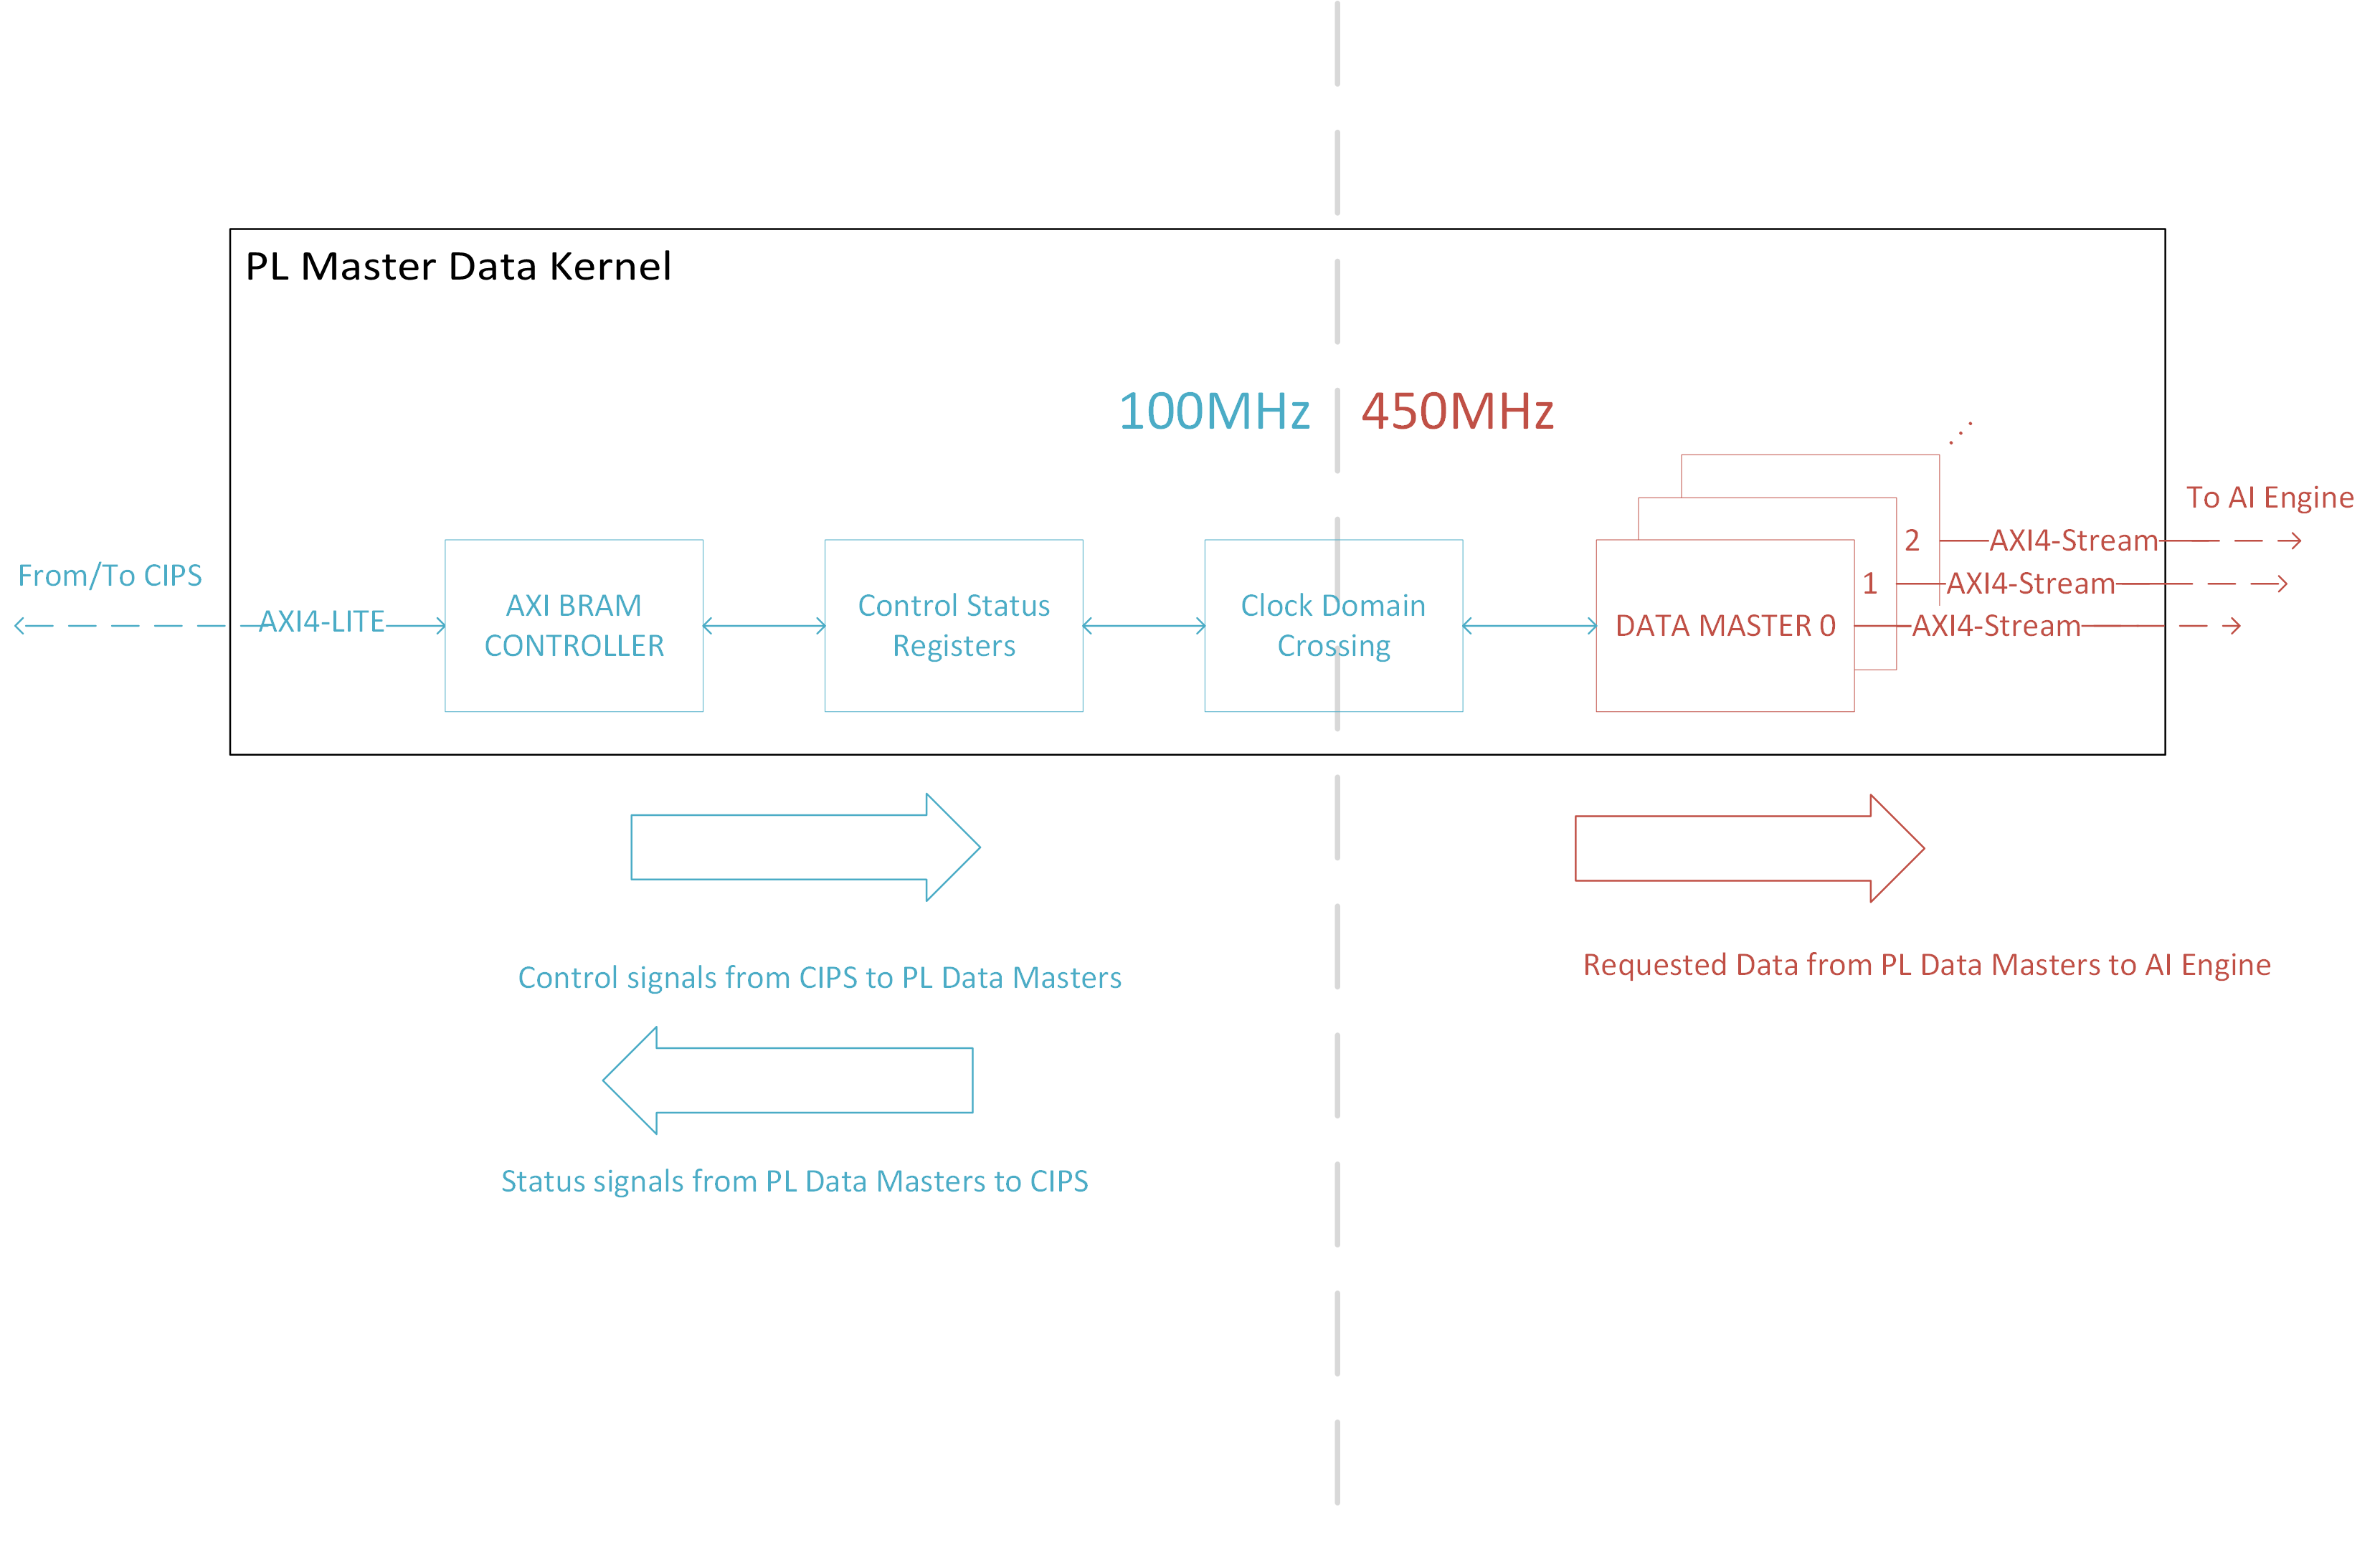 PL Master Data Kernel
100MHz
450MHz
To AI Engine
2
AXI4-Stream
From/To CIPS
1
AXI4-Stream
AXI4-LITE
AXI BRAM
CONTROLLER
Control Status
Registers
Clock Domain
Crossing
DATA MASTER 0
AXI4-Stream
Control signals from CIPS to PL Data Masters
Requested Data from PL Data Masters to AI Engine
Status signals from PL Data Masters to CIPS